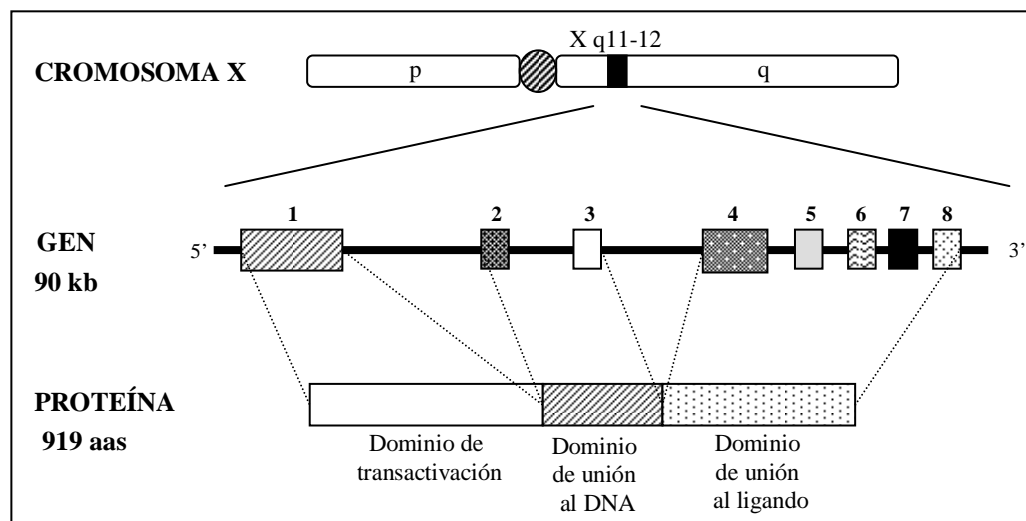 X q11-12
CROMOSOMA X
p
q
1
2
3
4
5
6
7
8
GEN
90 kb
5’
3’
PROTEÍNA
919 aas
Dominio de
transactivación
Dominio
de unión
al DNA
Dominio
de unión
al ligando